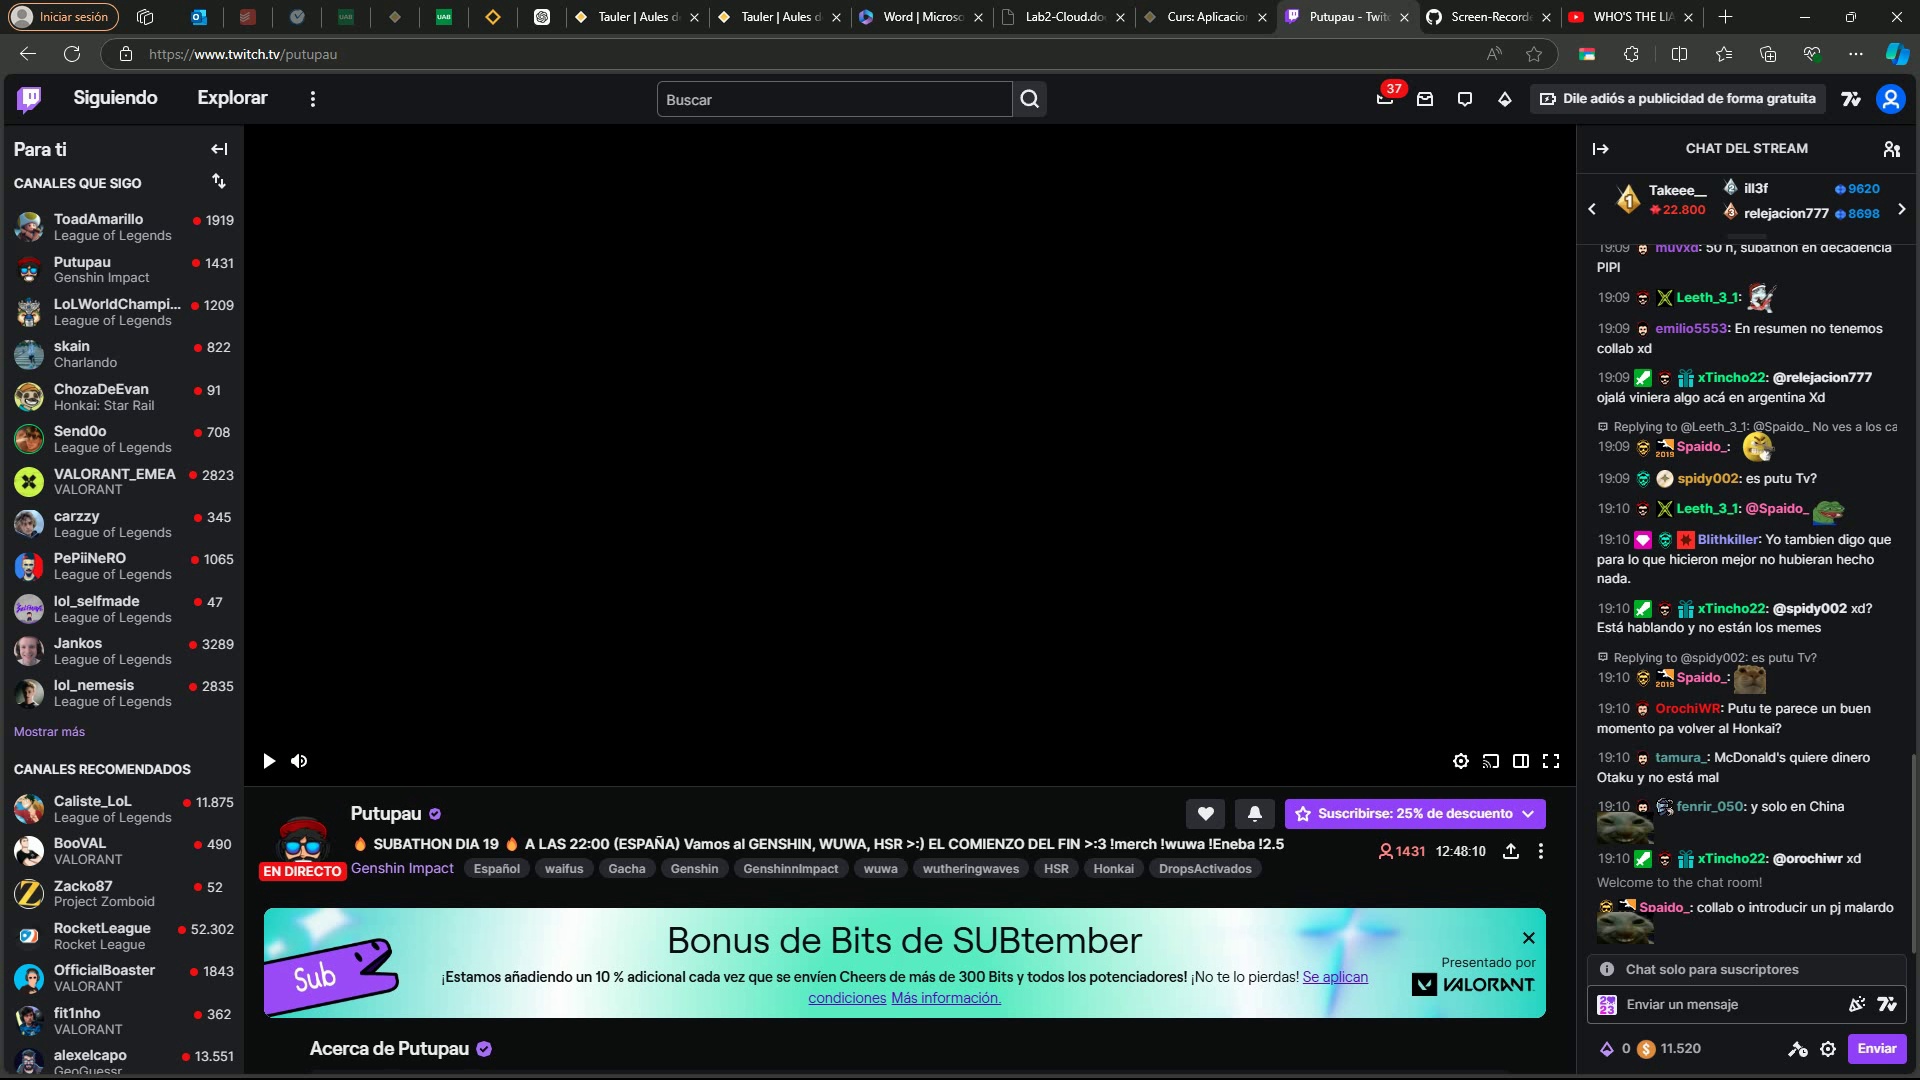 Iniciar sesión
Tauler | Aules d
Tauler | Aules d
Word | Microso
Lab2-Cloud.do
Curs: Aplicacion
Putupau - Twit
Screen-Record
WHO'S THE LIA
https://www.twitch.tv/putupau
Siguiendo
Explorar
Buscar
37
Dile adiós a publicidad de forma gratuita
Para ti
CANALES QUE SIGO
ToadAmarillo
1919
League of Legends
Putupau
1431
Genshin Impact
LoLWorldChampi...
1209
League of Legends
skain
822
Charlando
ChozaDeEvan
91
Honkai: Star Rail
Send0o
708
League of Legends
VALORANT_EMEA
2823
VALORANT
carzzy
345
League of Legends
PePiiNeRO
1065
League of Legends
lol_selfmade
47
League of Legends
Jankos
3289
League of Legends
lol_nemesis
2835
League of Legends
Mostrar más
CANALES RECOMENDADOS
Caliste_LoL
11.875
League of Legends
BooVAL
490
VALORANT
Zacko87
52
Project Zomboid
RocketLeague
52.302
Rocket League
OfficialBoaster
1843
VALORANT
fit1nho
362
VALORANT
alexelcapo
13.551
GeoGuessr
Putupau
SUBATHON DIA 19 🔥 A LAS 22:00 (ESPAÑA) Vamos al GENSHIN, WUWA, HSR >:) EL COMIENZO DEL FIN >:3 !merch !wuwa !Eneba !2.5
EN DIRECTO
Genshin Impact
Español
waifus
Gacha
Genshin
GenshinnImpact
wuwa
wutheringwaves
HSR
Honkai
DropsActivados
Suscribirse: 25% de descuento
1431
12:48:10
Sub
Bonus de Bits de SUBtember
¡Estamos añadiendo un 10 % adicional cada vez que se envíen Cheers de más de 300 Bits y todos los potenciadores! ¡No te lo pierdas! Se aplican
condiciones Más información.
Presentado por
VALORANT
Acerca de Putupau
CHAT DEL STREAM
1 Takeee__
22.800
2 ill3f
9620
3 relejacion777
8698
19:09 muvxd: 50 h, subathon en decadencia
PIPI
19:09 Leeth_3_1:
19:09 emilio5553: En resumen no tenemos
collab xd
19:09 xTincho22: @relejacion777
ojalá viniera algo acá en argentina Xd
Replying to @Leeth_3_1: @Spaido_ No ves a los ca
19:09 2019 Spaido_:
19:09 spidy002: es putu Tv?
19:10 Leeth_3_1: @Spaido_
19:10 Blithkiller: Yo tambien digo que
para lo que hicieron mejor no hubieran hecho
nada.
19:10 xTincho22: @spidy002 xd?
Está hablando y no están los memes
Replying to @spidy002: es putu Tv?
19:10 2019 Spaido_:
19:10 OrochiWR: Putu te parece un buen
momento pa volver al Honkai?
19:10 tamura_: McDonald's quiere dinero
Otaku y no está mal
19:10 fenrir_050: y solo en China
19:10 xTincho22: @orochiwr xd
Welcome to the chat room!
Spaido_: collab o introducir un pj malardo
Chat solo para suscriptores
Enviar un mensaje
0
11.520
Enviar